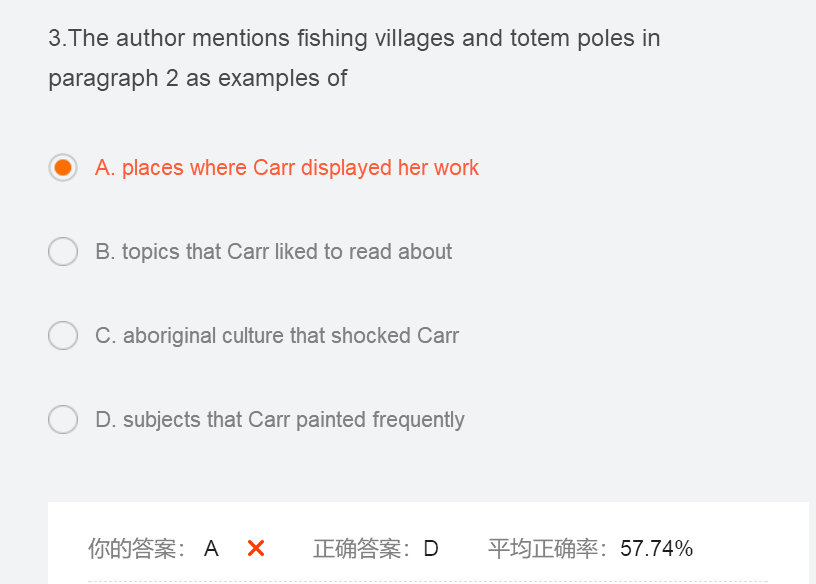 3.The author mentions fishing villages and totem poles in
paragraph 2 as examples of
A. places where Carr displayed her work
B. topics that Carr liked to read about
C. aboriginal culture that shocked Carr
D. subjects that Carr painted frequently
你的答案： A ✕ 正确答案： D 平均正确率： 57.74%